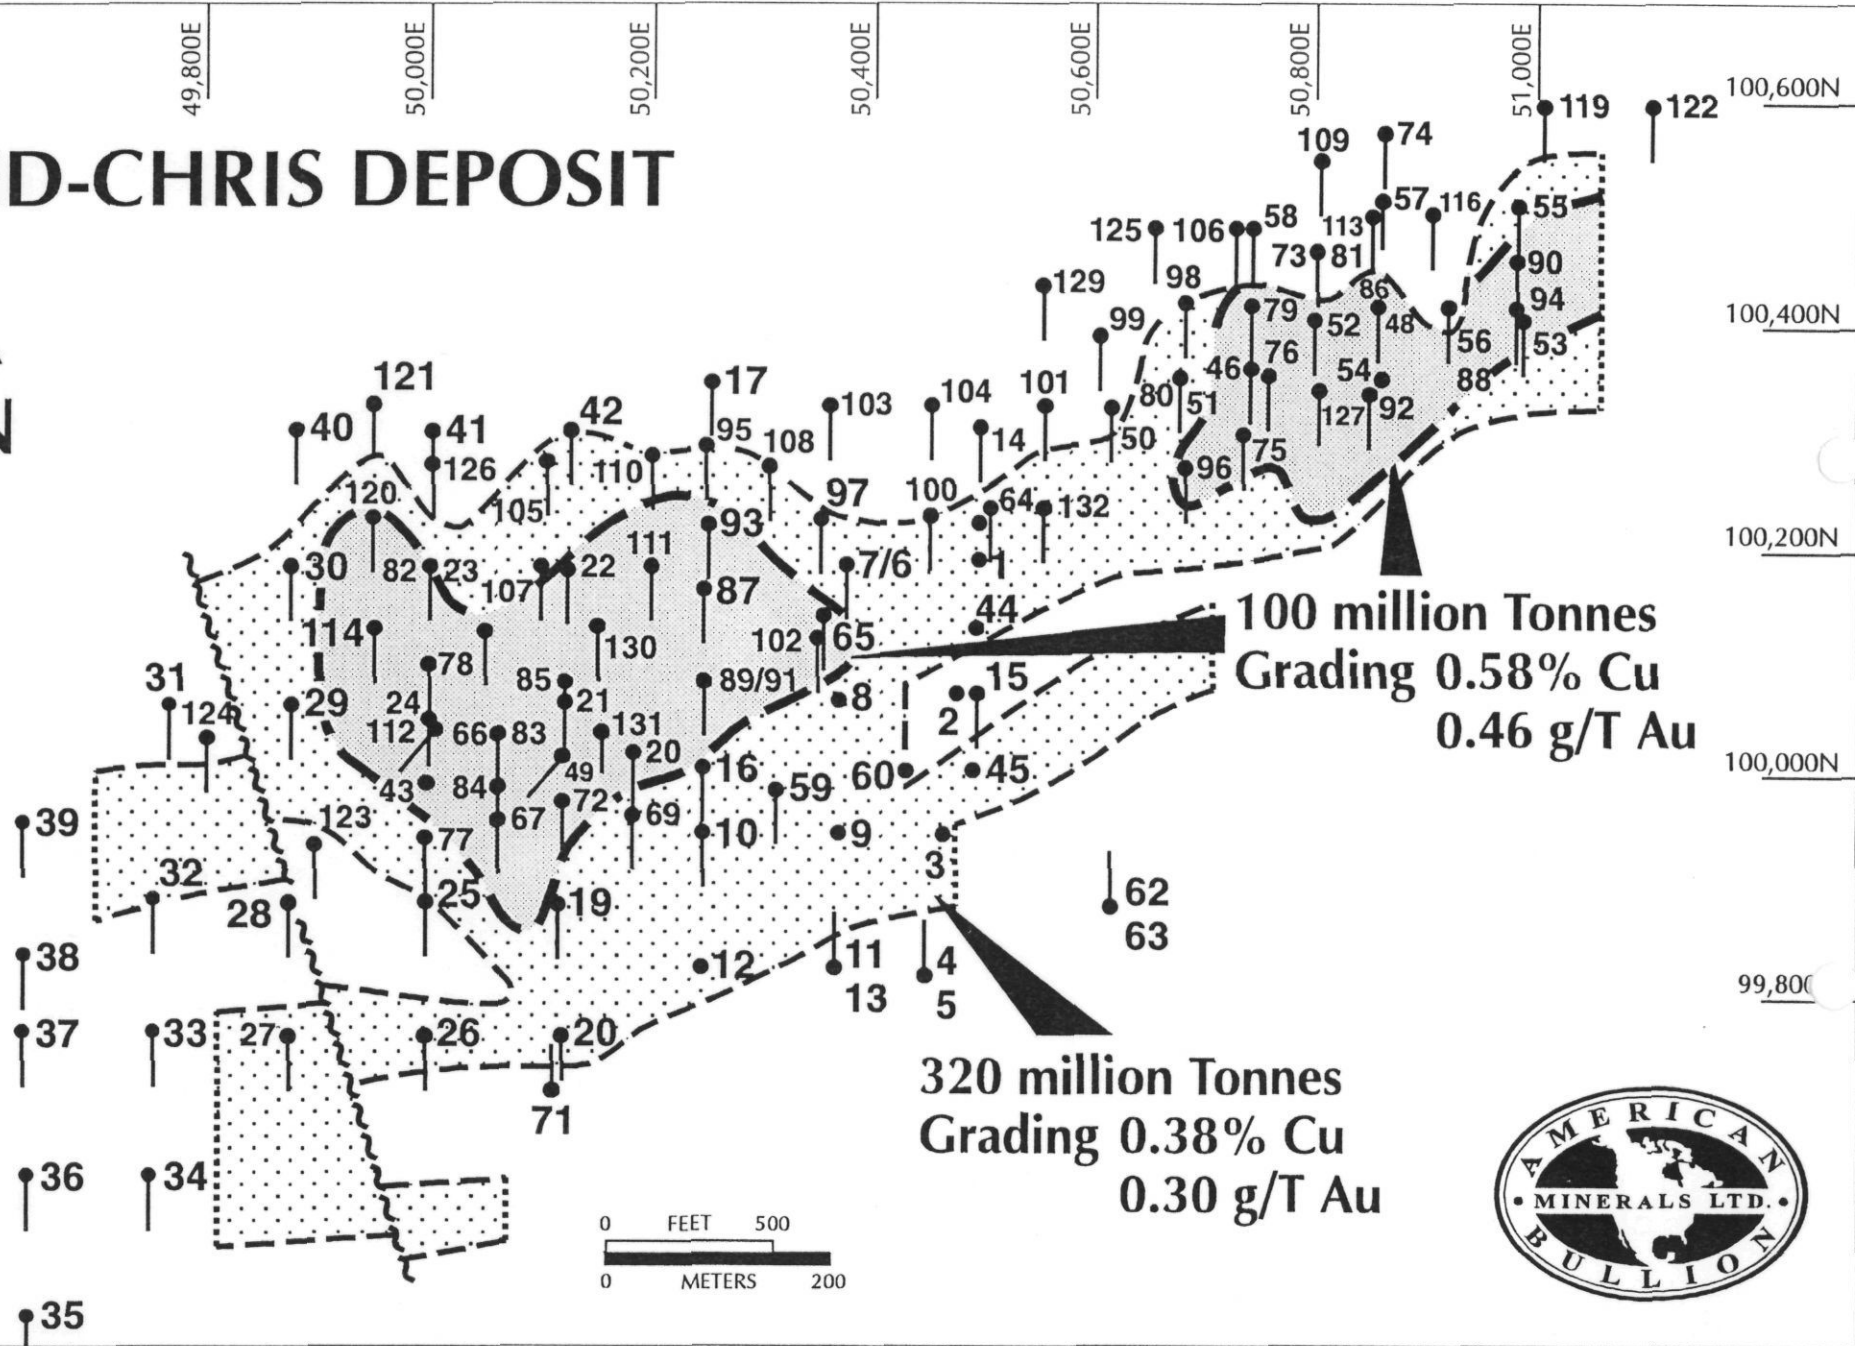 49,800E 50,000E 50,200E 50,400E 50,600E 50,800E 51,000E
100,600N
119 122
109 74
D-CHRIS DEPOSIT
57 116 55
125 106 58 113
73 81 90
129 98 86 94
79 52 48 100,400N
99 56 53
76
121 17 46 54 88
101 80 51
40 41 42 103 104 127 92
95 14 50 75
126 110 108 96
120 105 97 100 64 132
93
111 100,200N
30 82 23 22 7/6 1
107 87
44 100 million Tonnes
114 130 102 65
78 Grading 0.58% Cu
31 85 89/91 15
29 24 21 8 0.46 g/T Au
124 112 66 83 131 2
20
16 60 45 100,000N
43 84 49 59
72
39 123 67 69
77 10 9
32 3
28 25 19 62
63
38 12 11 4
13 5 99,800
37 33 27 26 20
320 million Tonnes
71 Grading 0.38% Cu
36 34 0.30 g/T Au
0 FEET 500
0 METERS 200
AMERICAN
MINERALS LTD.
BULLION
35
N